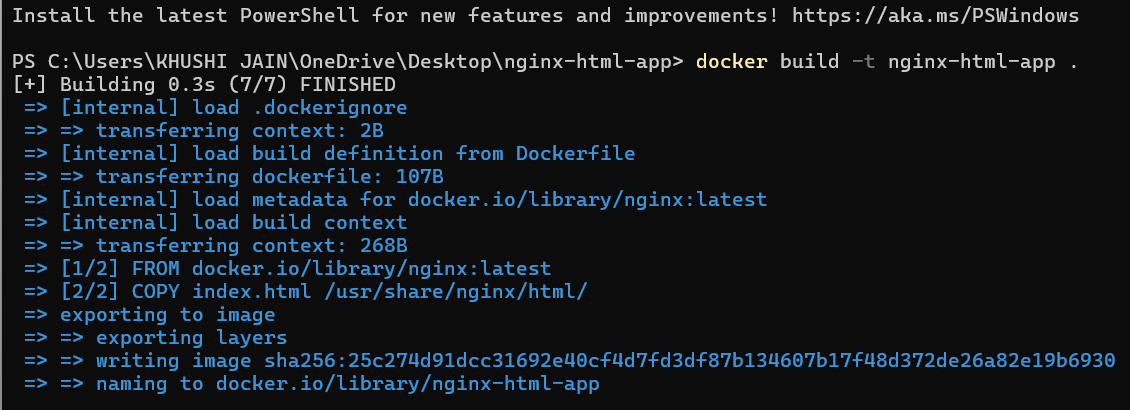 Install the latest PowerShell for new features and improvements! https://aka.ms/PSWindows
PS C:\Users\KHUSHI JAIN\OneDrive\Desktop\nginx-html-app> docker build -t nginx-html-app .
[+] Building 0.3s (7/7) FINISHED
=> [internal] load .dockerignore
=> => transferring context: 2B
=> [internal] load build definition from Dockerfile
=> => transferring dockerfile: 107B
=> [internal] load metadata for docker.io/library/nginx:latest
=> [internal] load build context
=> => transferring context: 268B
=> [1/2] FROM docker.io/library/nginx:latest
=> [2/2] COPY index.html /usr/share/nginx/html/
=> exporting to image
=> => exporting layers
=> => writing image sha256:25c274d91dcc31692e40cf4d7fd3df87b134607b17f48d372de26a82e19b6930
=> => naming to docker.io/library/nginx-html-app